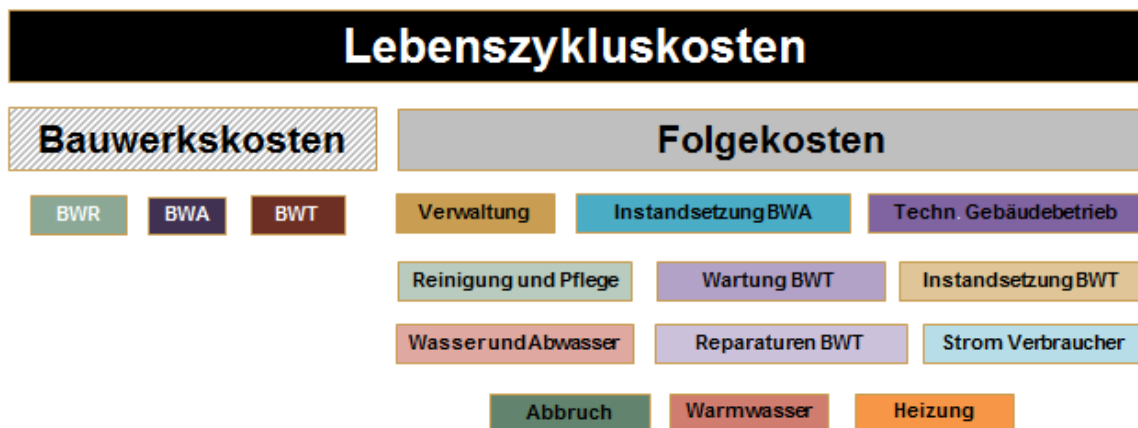 Lebenszykluskosten
Bauwerkskosten
Folgekosten
BWR
BWA
BWT
Verwaltung
Instandsetzung BWA
Techn. Gebäudebetrieb
Reinigung und Pflege
Wartung BWT
Instandsetzung BWT
Wasser und Abwasser
Reparaturen BWT
Strom Verbraucher
Abbruch
Warmwasser
Heizung